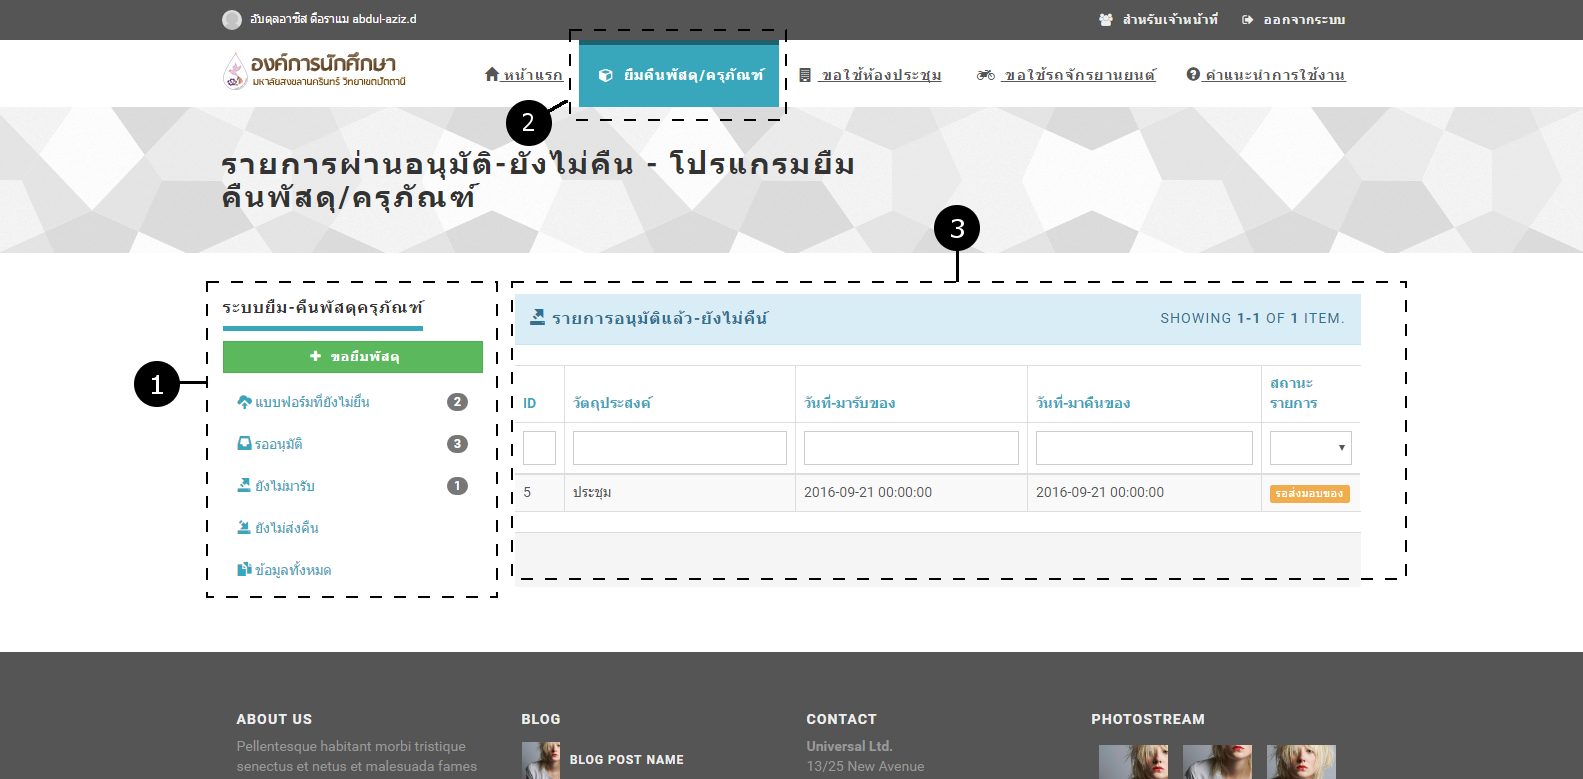 อับดุลอาซิส ดือราแม abdul-aziz.d
สำหรับเจ้าหน้าที่
ออกจากระบบ
องค์การนักศึกษา
มหาลัยสงขลานครินทร์ วิทยาเขตปัตตานี
หน้าแรก
ยืมคืนพัสดุ/ครุภัณฑ์
ขอใช้ห้องประชุม
ขอใช้รถจักรยานยนต์
คำแนะนำการใช้งาน
2
รายการผ่านอนุมัติ-ยังไม่คืน - โปรแกรมยืม
คืนพัสดุ/ครุภัณฑ์
3
ระบบยืม-คืนพัสดุครุภัณฑ์
ขอยืมพัสดุ
1
แบบฟอร์มที่ยังไม่ยื่น 2
รออนุมัติ 3
ยังไม่มารับ 1
ยังไม่ส่งคืน
ข้อมูลทั้งหมด
รายการอนุมัติแล้ว-ยังไม่คืน์
SHOWING 1-1 OF 1 ITEM.
ID วัตถุประสงค์ วันที่-มารับของ วันที่-มาคืนของ สถานะ
รายการ
5 ประชุม 2016-09-21 00:00:00 2016-09-21 00:00:00 รอส่งมอบของ
ABOUT US
Pellentesque habitant morbi tristique
senectus et netus et malesuada fames
BLOG
BLOG POST NAME
CONTACT
Universal Ltd.
13/25 New Avenue
PHOTOSTREAM